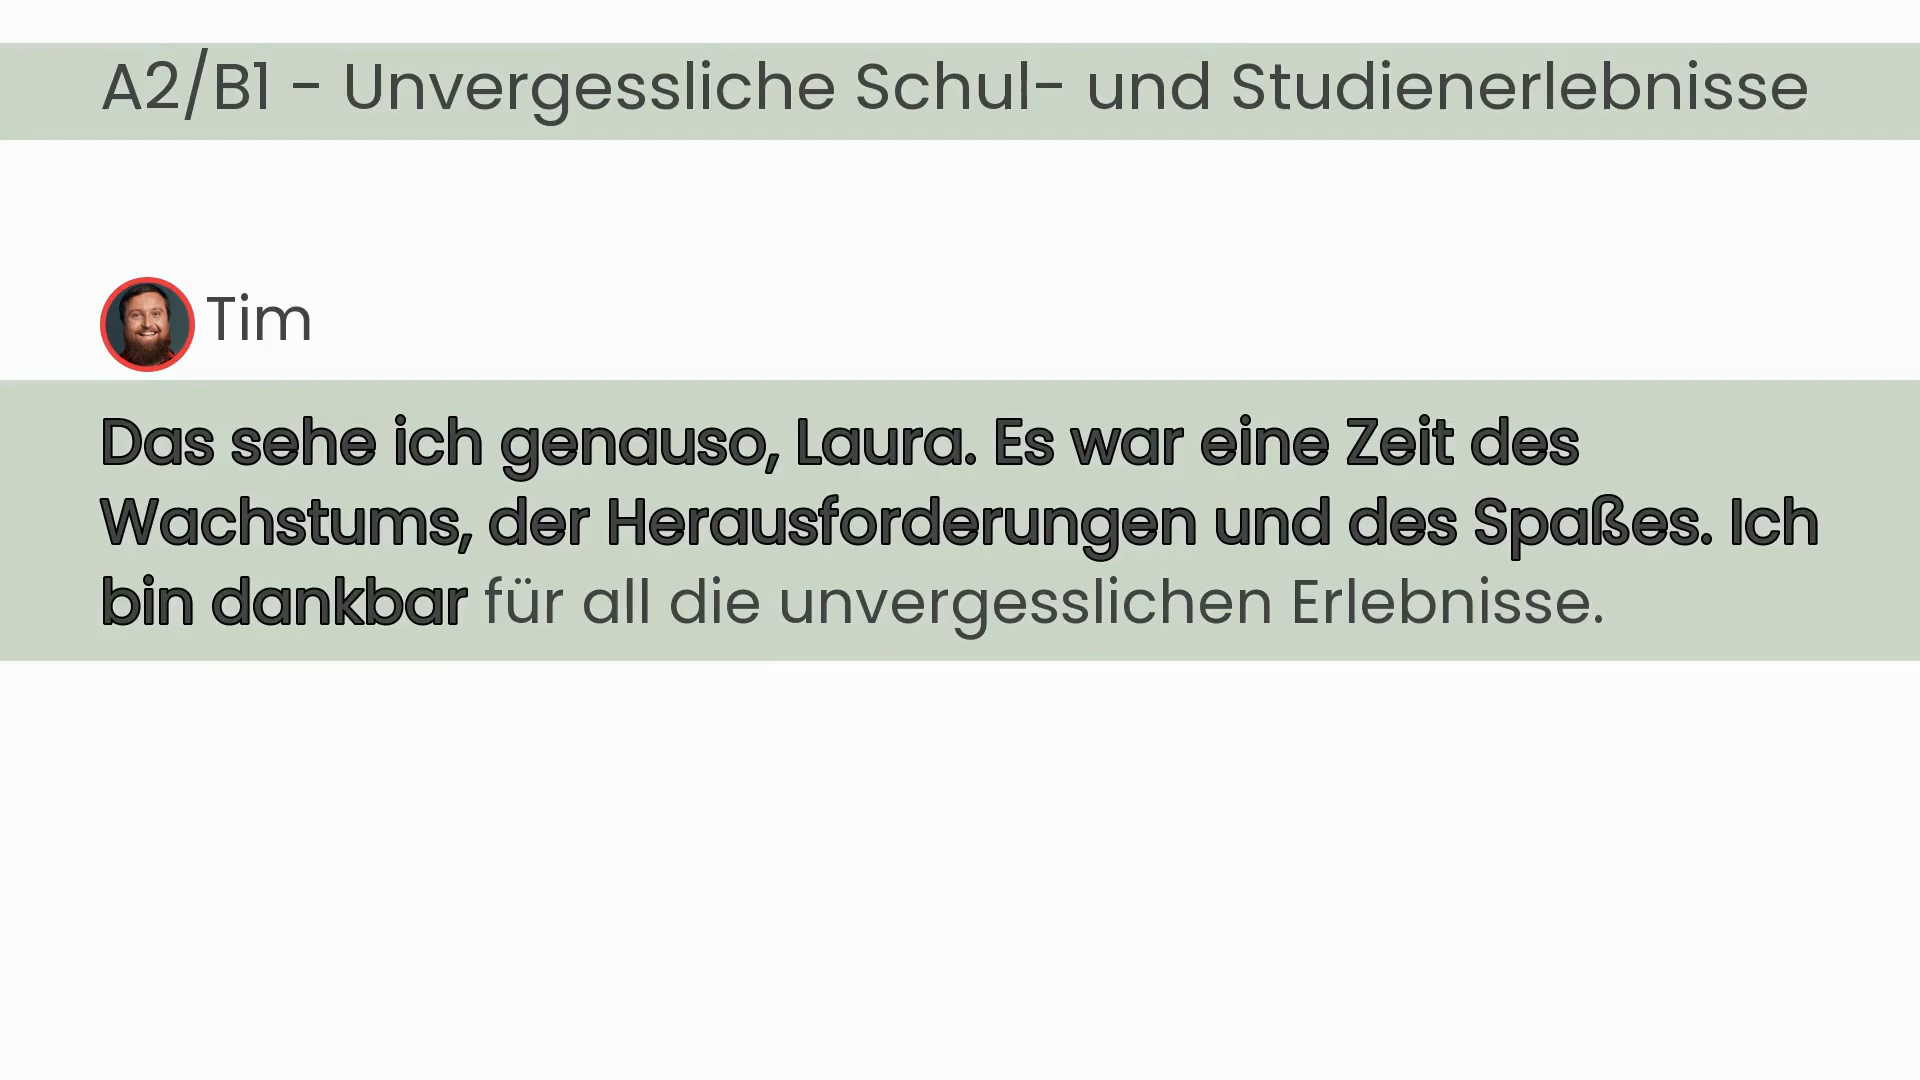 A2/B1 - Unvergessliche Schul- und Studienerlebnisse
Tim
Das sehe ich genauso, Laura. Es war eine Zeit des
Wachstums, der Herausforderungen und des Spaßes. Ich
bin dankbar für all die unvergesslichen Erlebnisse.